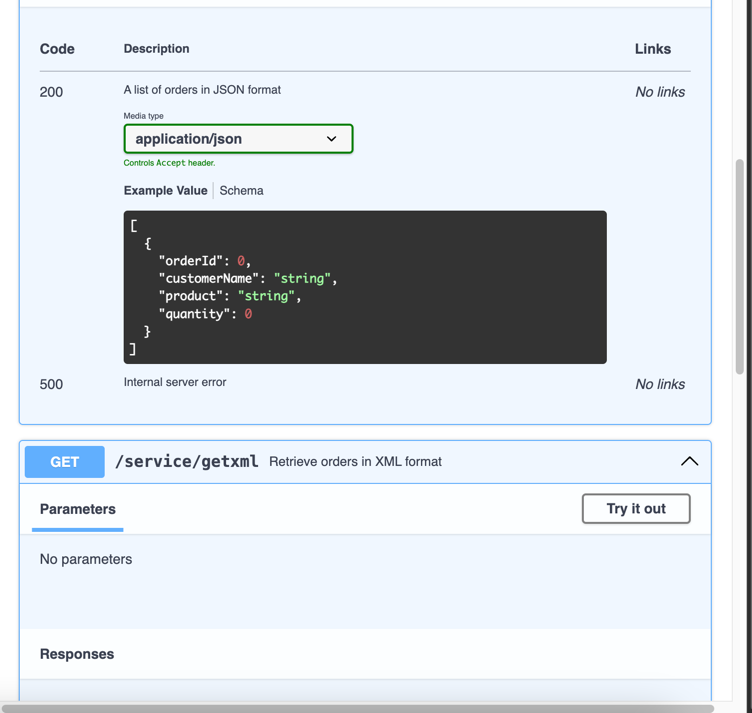 Code Description Links
200 A list of orders in JSON format No links
Media type
application/json
Controls Accept header.
Example Value Schema
[
  {
    "orderId": 0,
    "customerName": "string",
    "product": "string",
    "quantity": 0
  }
]
500 Internal server error No links
GET /service/getxml Retrieve orders in XML format
Parameters Try it out
No parameters
Responses